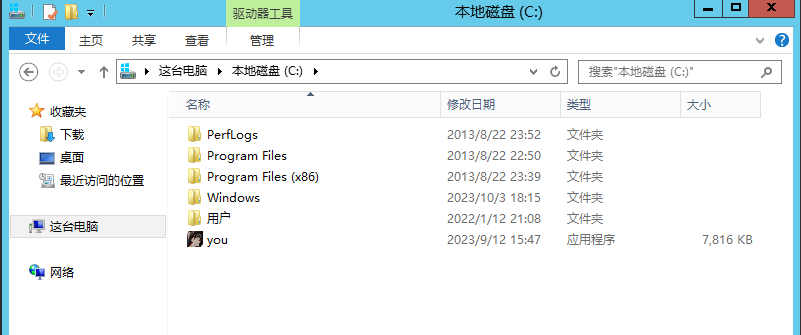 驱动器工具
本地磁盘 (C:)
文件 主页 共享 查看 管理
这台电脑 本地磁盘 (C:) 搜索"本地磁盘 (C:)"
名称 修改日期 类型 大小
收藏夹
下载
桌面
最近访问的位置
这台电脑
网络
PerfLogs 2013/8/22 23:52 文件夹
Program Files 2013/8/22 22:50 文件夹
Program Files (x86) 2013/8/22 23:39 文件夹
Windows 2023/10/3 18:15 文件夹
用户 2022/1/12 21:08 文件夹
you 2023/9/12 15:47 应用程序 7,816 KB